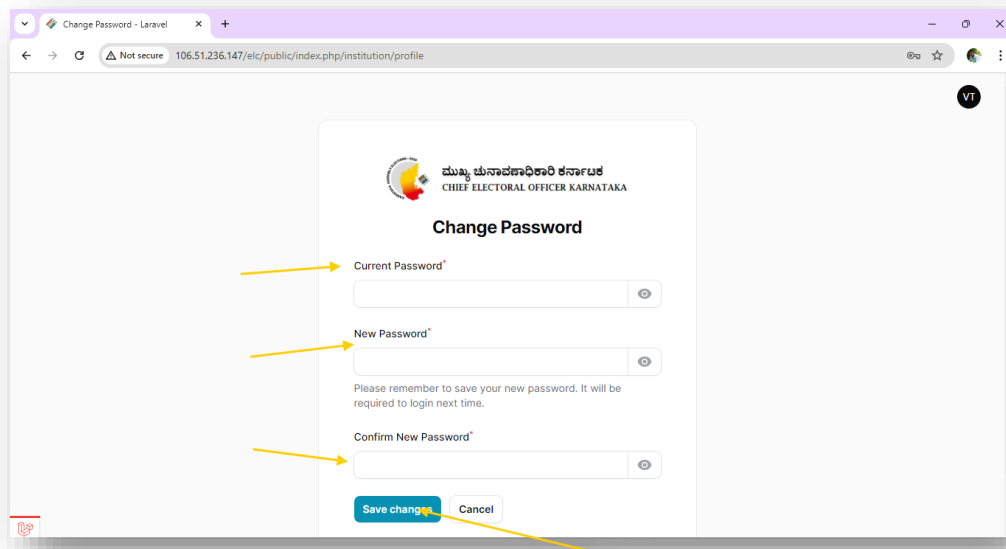 Change Password - Laravel
Not secure 106.51.236.147/elc/public/index.php/institution/profile
VT
ಮುಖ್ಯ ಚುನಾವಣಾಧಿಕಾರಿ ಕರ್ನಾಟಕ
CHIEF ELECTORAL OFFICER KARNATAKA
Change Password
Current Password*
New Password*
Please remember to save your new password. It will be
required to login next time.
Confirm New Password*
Save changes Cancel